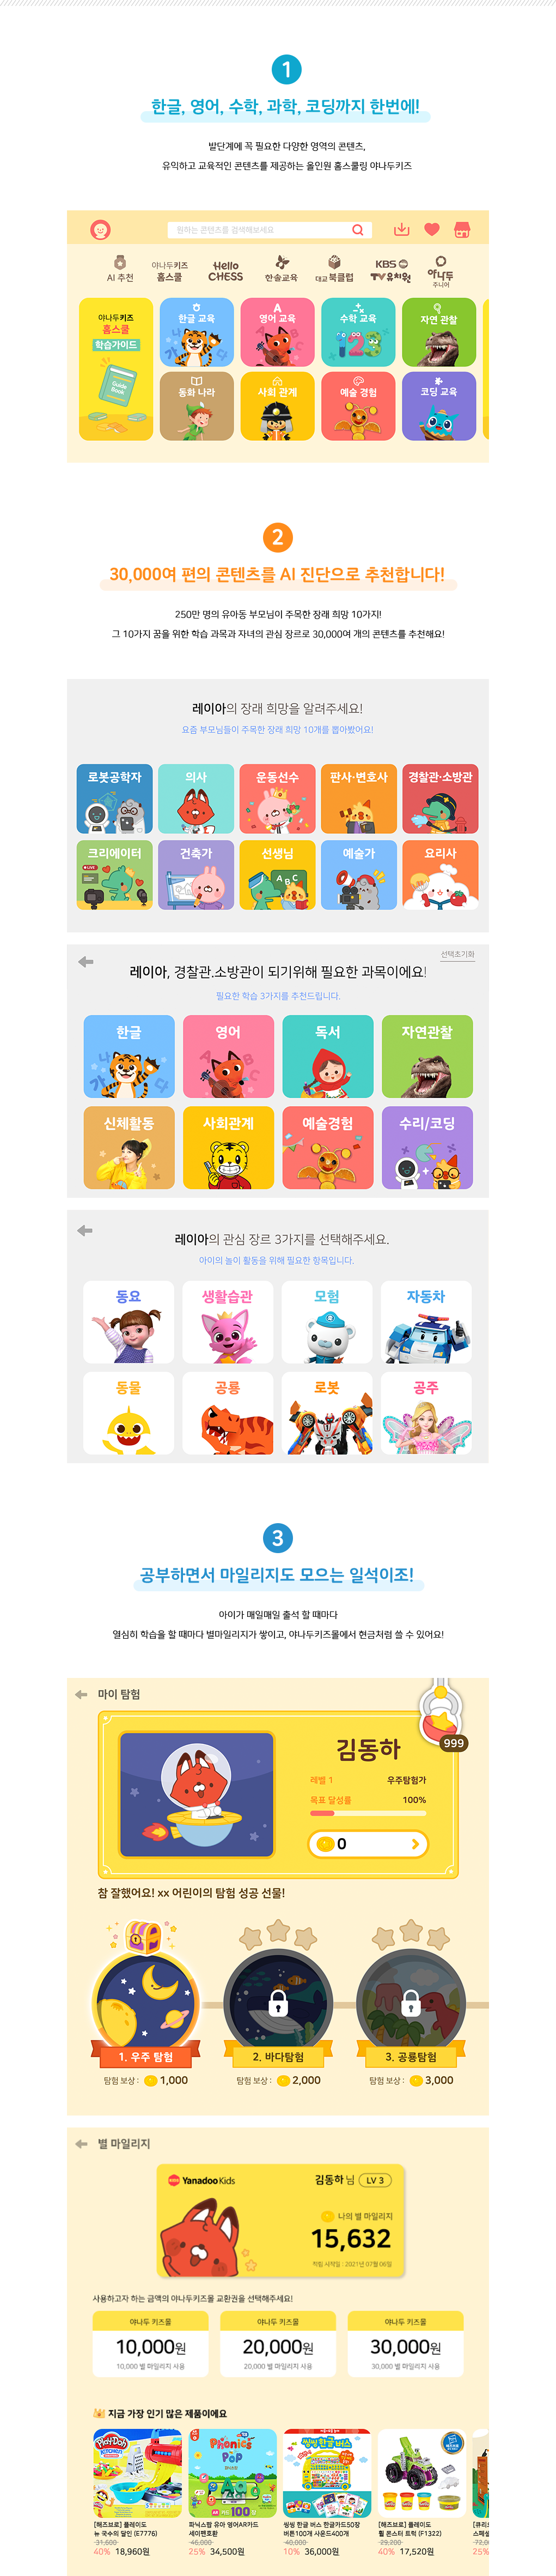 1
한글, 영어, 수학, 과학, 코딩까지 한번에!
발단계에 꼭 필요한 다양한 영역의 콘텐츠,
유익하고 교육적인 콘텐츠를 제공하는 올인원 홈스쿨링 야나두키즈
원하는 콘텐츠를 검색해보세요
AI 추천
야나두키즈 홈스쿨
Hello CHESS
한솔교육
대교 북클럽
KBS TV유치원
야나두 주니어
야나두키즈
홈스쿨
학습가이드
Guide Book
한글 교육
영어 교육
수학 교육
자연 관찰
동화 나라
사회 관계
예술 경험
코딩 교육
2
30,000여 편의 콘텐츠를 AI 진단으로 추천합니다!
250만 명의 유아동 부모님이 주목한 장래 희망 10가지!
그 10가지 꿈을 위한 학습 과목과 자녀의 관심 장르로 30,000여 개의 콘텐츠를 추천해요!
레이아의 장래 희망을 알려주세요!
요즘 부모님들이 주목한 장래 희망 10개를 뽑아봤어요!
로봇공학자
의사
운동선수
판사·변호사
경찰관·소방관
크리에이터
건축가
선생님
예술가
요리사
LIVE
A B C
선택초기화
레이아, 경찰관.소방관이 되기위해 필요한 과목이에요!
필요한 학습 3가지를 추천드립니다.
한글
영어
독서
자연관찰
신체활동
사회관계
예술경험
수리/코딩
레이아의 관심 장르 3가지를 선택해주세요.
아이의 놀이 활동을 위해 필요한 항목입니다.
동요
생활습관
모험
자동차
동물
공룡
로봇
공주
3
공부하면서 마일리지도 모으는 일석이조!
아이가 매일매일 출석 할 때마다
열심히 학습을 할 때마다 별마일리지가 쌓이고, 야나두키즈몰에서 현금처럼 쓸 수 있어요!
마이 탐험
999
김동하
레벨 1 우주탐험가
목표 달성률 100%
0
참 잘했어요! xx 어린이의 탐험 성공 선물!
1. 우주 탐험
2. 바다탐험
3. 공룡탐험
탐험 보상 : 1,000
탐험 보상 : 2,000
탐험 보상 : 3,000
별 마일리지
Yanadoo Kids
김동하 님 LV 3
나의 별 마일리지
15,632
적립 시작일 : 2021년 07월 06일
사용하고자 하는 금액의 야나두키즈몰 교환권을 선택해주세요!
야나두 키즈몰
야나두 키즈몰
야나두 키즈몰
10,000원
20,000원
30,000원
10,000 별 마일리지 사용
20,000 별 마일리지 사용
30,000 별 마일리지 사용
지금 가장 인기 많은 제품이에요
Play-Doh
KITCHEN
Phonics Pop
100
씽씽한글버스
[해즈브로] 플레이도
뉴 국수의 달인 (E7776)
31,600
40% 18,960원
파닉스팝 유아 영어AR카드
세이펜호환
46,000
25% 34,500원
씽씽 한글 버스 한글카드50장
버튼100개 사운드400개
40,000
10% 36,000원
[해즈브로] 플레이도
휠 몬스터 트럭 (F1322)
29,200
40% 17,520원
25%